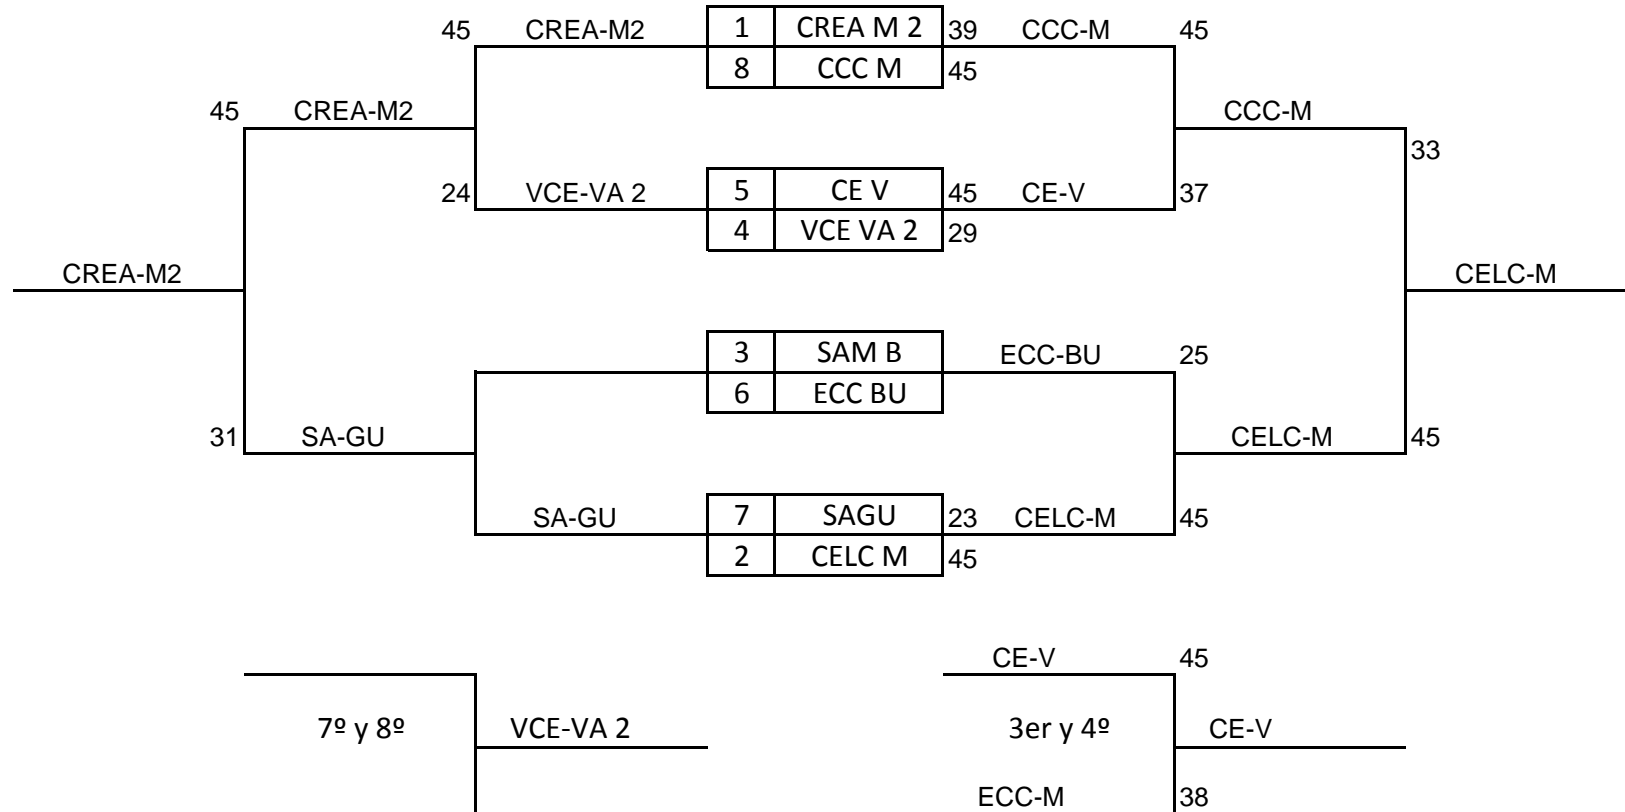 45 CREA-M2 1 CREA M 2 39 CCC-M 45
8 CCC M 45
45 CREA-M2 CCC-M
33
24 VCE-VA 2 5 CE V 45 CE-V 37
4 VCE VA 2 29
CREA-M2 CELC-M
3 SAM B ECC-BU 25
6 ECC BU
31 SA-GU CELC-M 45
SA-GU 7 SAGU 23 CELC-M 45
2 CELC M 45
CE-V 45
7º y 8º VCE-VA 2 3er y 4º CE-V
ECC-M 38